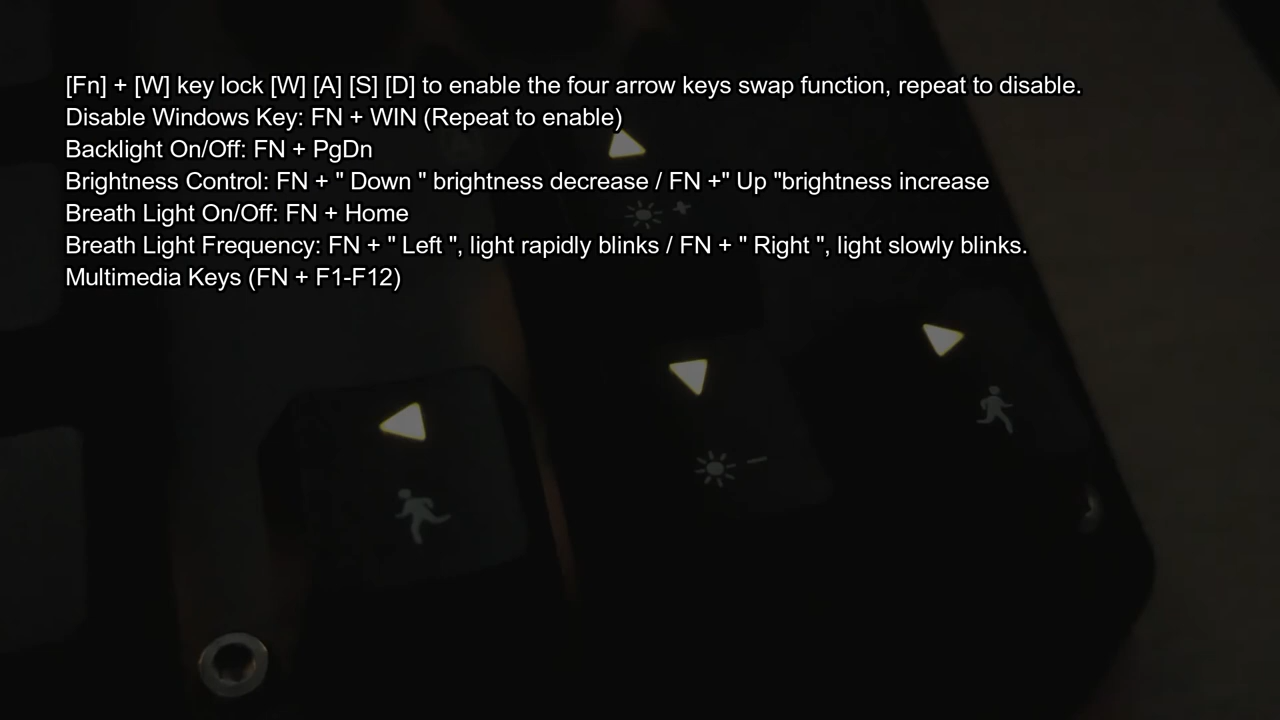 [Fn] + [W] key lock [W] [A] [S] [D] to enable the four arrow keys swap function, repeat to disable.
Disable Windows Key: FN + WIN (Repeat to enable)
Backlight On/Off: FN + PgDn
Brightness Control: FN + " Down " brightness decrease / FN +" Up "brightness increase
Breath Light On/Off: FN + Home
Breath Light Frequency: FN + " Left ", light rapidly blinks / FN + " Right ", light slowly blinks.
Multimedia Keys (FN + F1-F12)